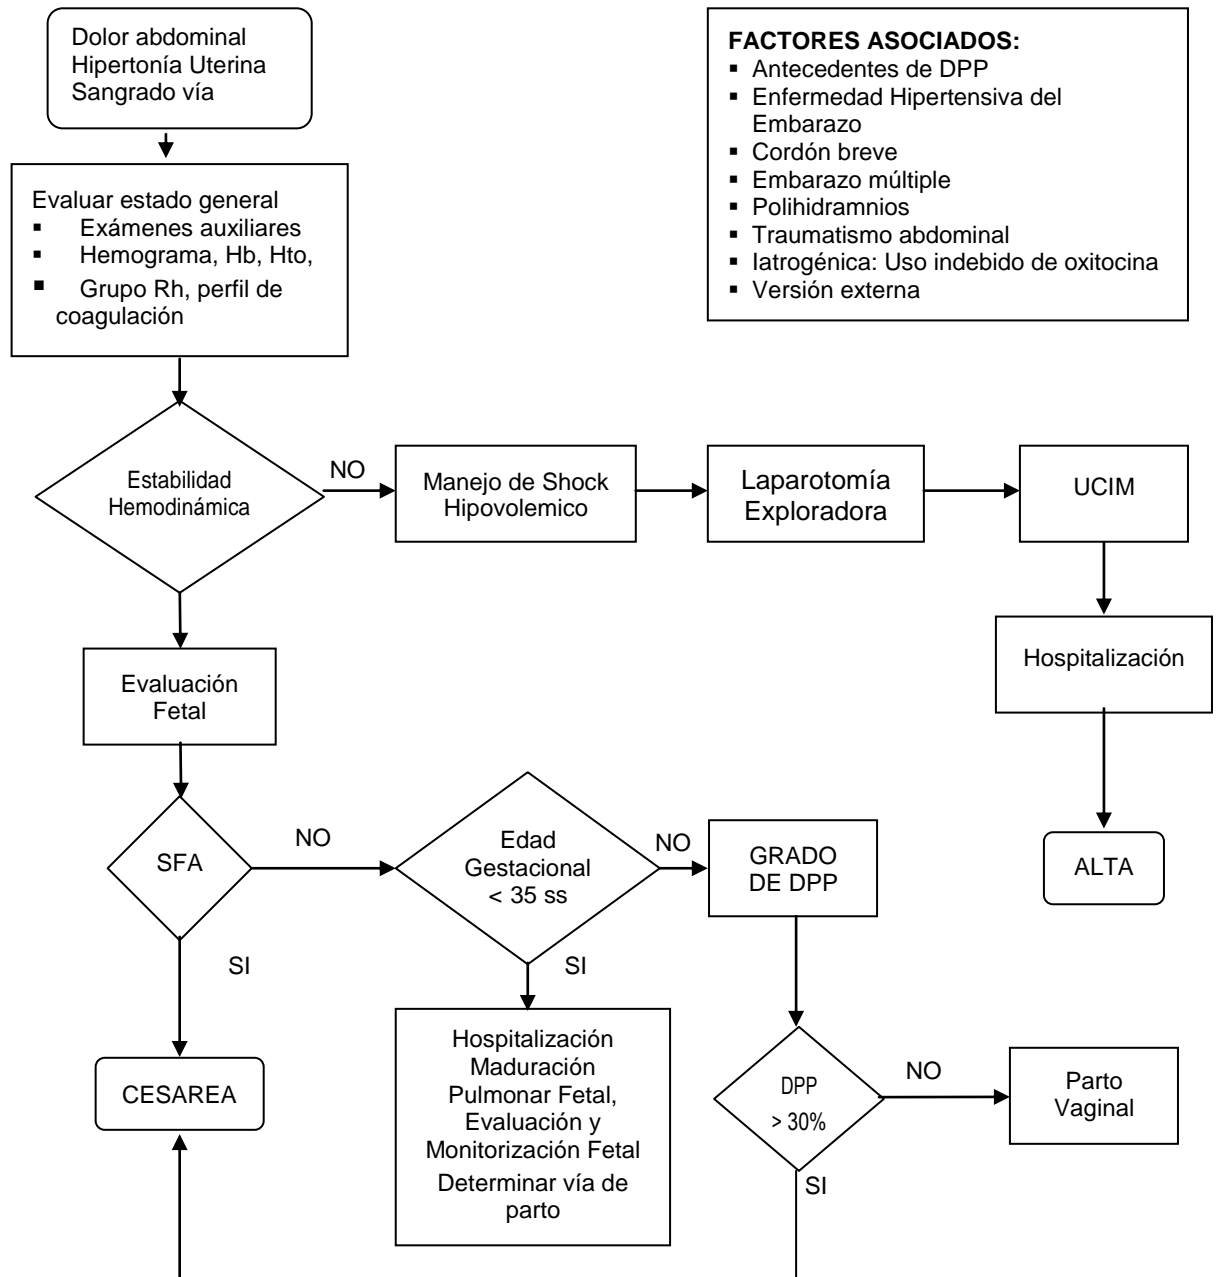 Dolor abdominal
Hipertonía Uterina
Sangrado vía
FACTORES ASOCIADOS:
▪ Antecedentes de DPP
▪ Enfermedad Hipertensiva del
Embarazo
▪ Cordón breve
▪ Embarazo múltiple
▪ Polihidramnios
▪ Traumatismo abdominal
▪ Iatrogénica: Uso indebido de oxitocina
▪ Versión externa
Evaluar estado general
▪ Exámenes auxiliares
▪ Hemograma, Hb, Hto,
▪ Grupo Rh, perfil de
coagulación
Estabilidad
Hemodinámica
NO
Manejo de Shock
Hipovolemico
Laparotomía
Exploradora
UCIM
Hospitalización
ALTA
Evaluación
Fetal
SFA
NO
SI
Edad
Gestacional
< 35 ss
NO
SI
GRADO
DE DPP
CESAREA
Hospitalización
Maduración
Pulmonar Fetal,
Evaluación y
Monitorización Fetal
Determinar vía de
parto
DPP
> 30%
NO
SI
Parto
Vaginal